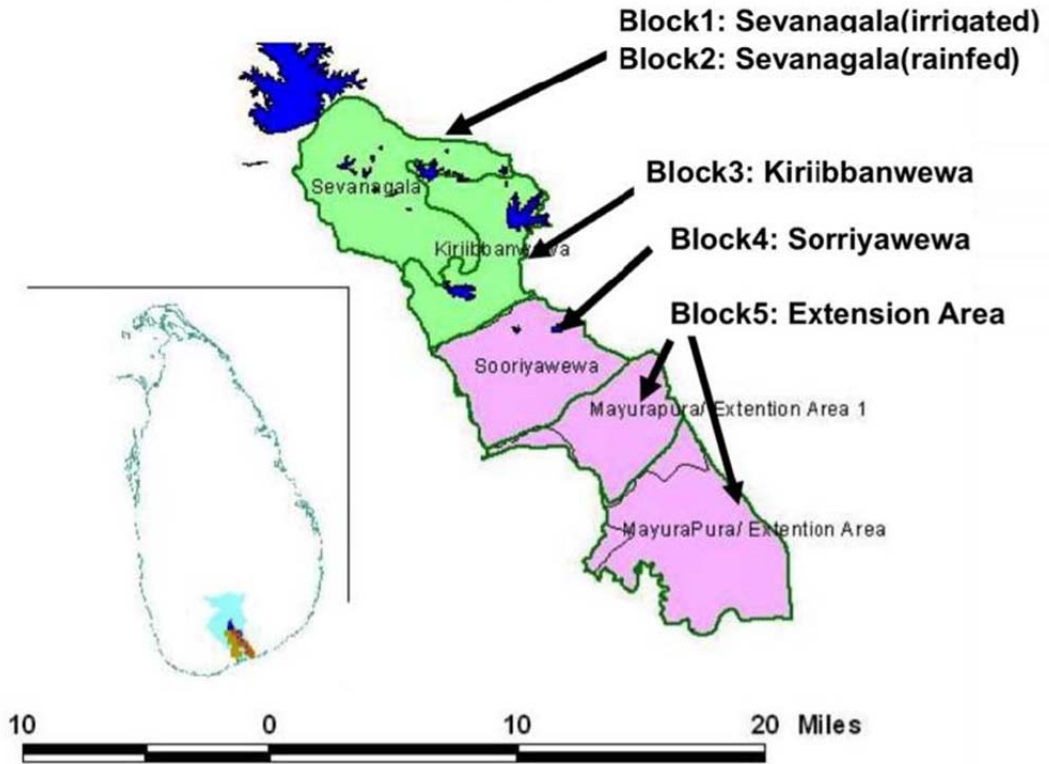 Block1: Sevanagala(irrigated)
Block2: Sevanagala(rainfed)
Block3: Kiriibbanwewa
Sevanagala
Block4: Sorriyawewa
Kiriibbanwewa
Block5: Extension Area
Sooriyawewa
Mayurapura/ Extention Area 1
MayuraPura/ Extention Area
10 0 10 20 Miles